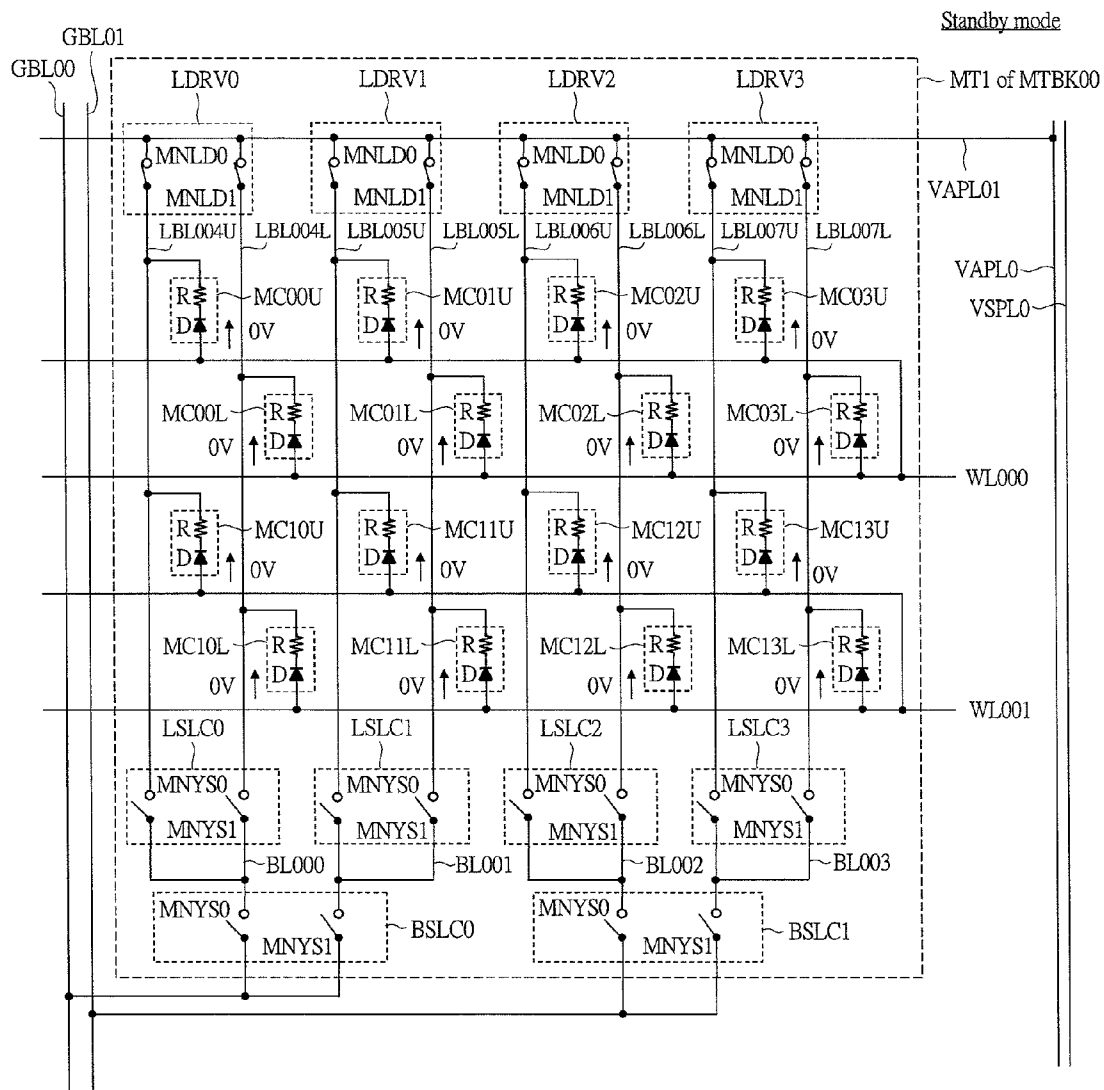 Standby mode
GBL01
GBL00
LDRV0 LDRV1 LDRV2 LDRV3 MT1 of MTBK00
MNLD0 MNLD0 MNLD0 MNLD0
MNLD1 MNLD1 MNLD1 MNLD1 VAPL01
LBL004U LBL004L LBL005U LBL005L LBL006U LBL006L LBL007U LBL007L
VAPL0
R MC00U R MC01U R MC02U R MC03U VSPL0
D 0V D 0V D 0V D 0V
MC00L R MC01L R MC02L R MC03L R
0V D 0V D 0V D 0V D
WL000
R MC10U R MC11U R MC12U R MC13U
D 0V D 0V D 0V D 0V
MC10L R MC11L R MC12L R MC13L R
0V D 0V D 0V D 0V D
WL001
LSLC0 LSLC1 LSLC2 LSLC3
MNYS0 MNYS0 MNYS0 MNYS0
MNYS1 MNYS1 MNYS1 MNYS1
BL000 BL001 BL002 BL003
MNYS0 MNYS0
MNYS1 BSLC0 MNYS1 BSLC1